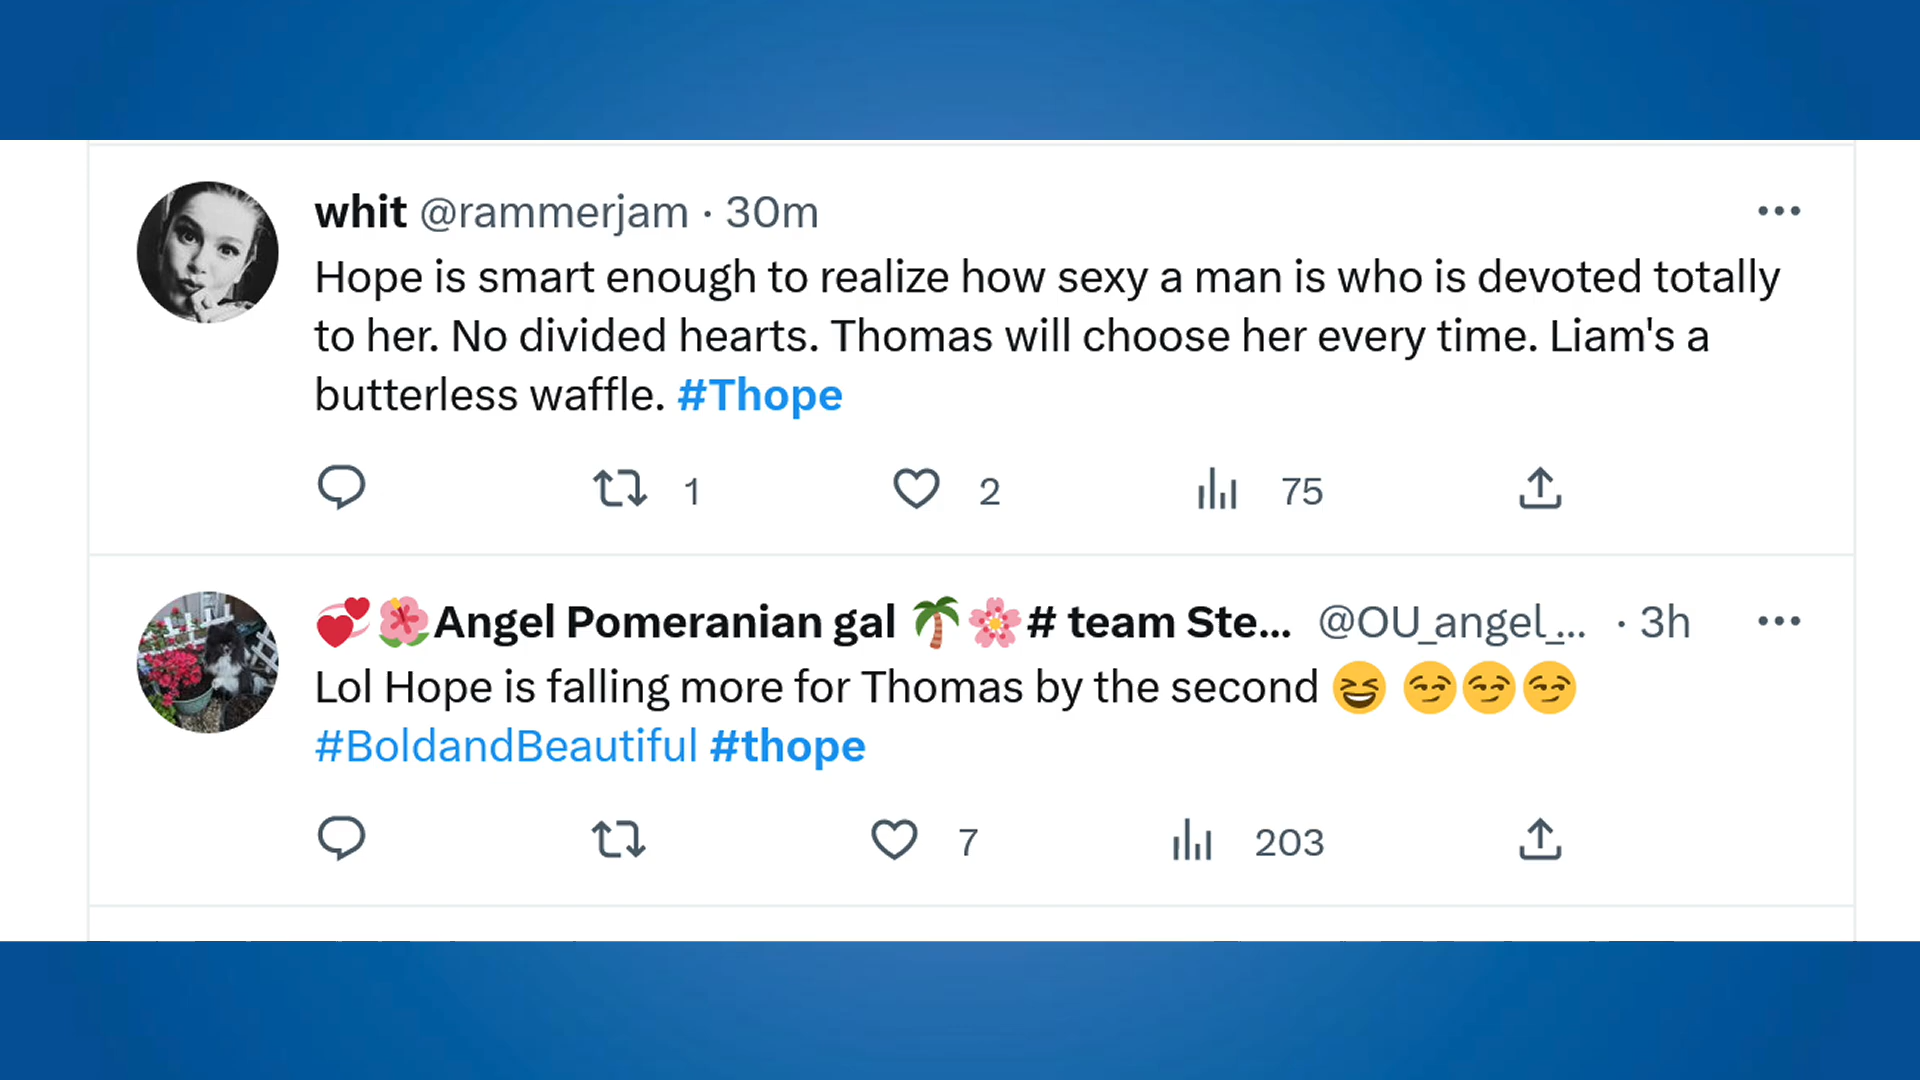 whit @rammerjam · 30m
Hope is smart enough to realize how sexy a man is who is devoted totally
to her. No divided hearts. Thomas will choose her every time. Liam's a
butterless waffle. #Thope
1 2 75
💞🌺Angel Pomeranian gal 🌴🌸# team Ste... @OU_angel_... · 3h
Lol Hope is falling more for Thomas by the second 😆 😏😏😏
#BoldandBeautiful #thope
7 203